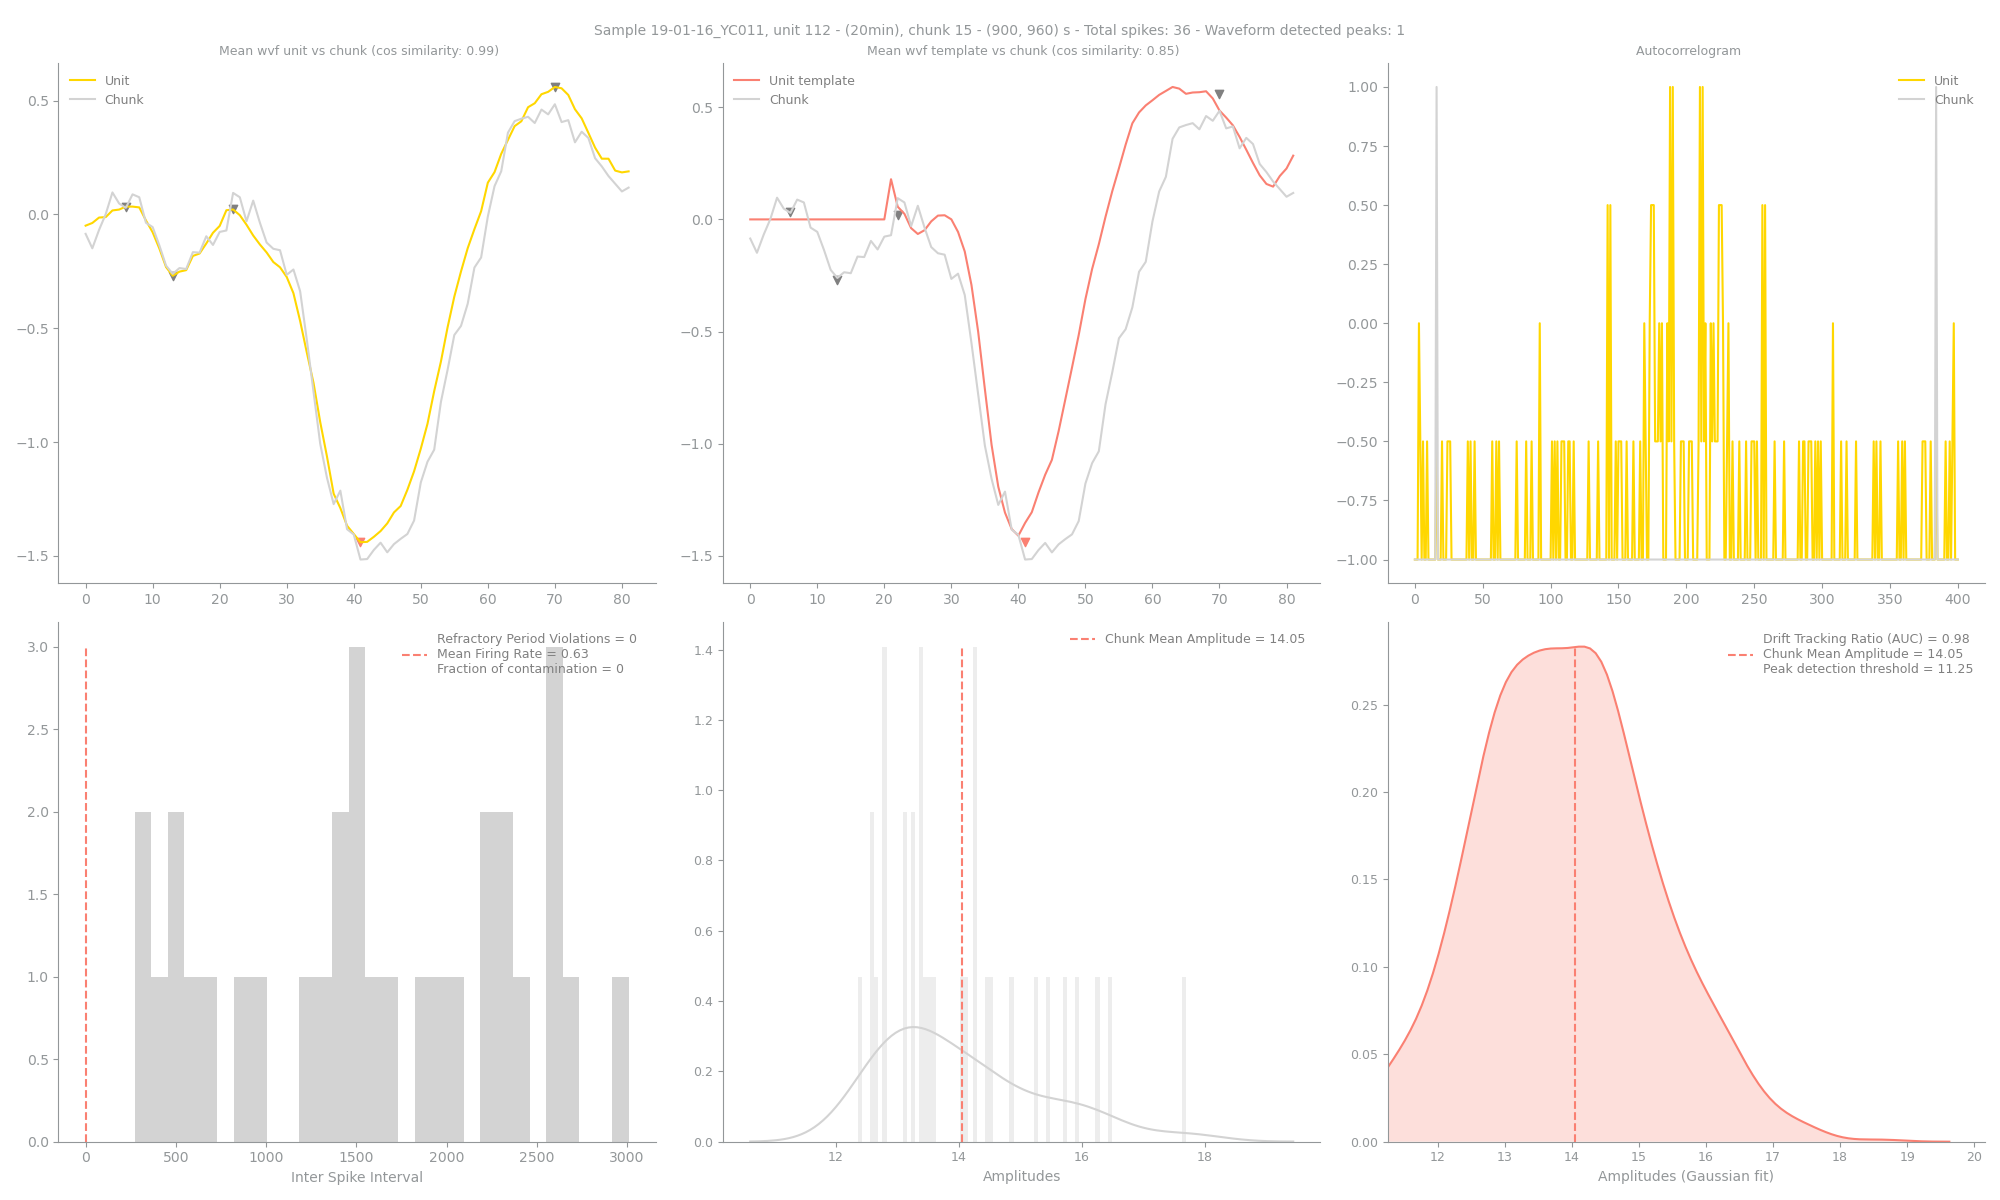 Sample 19-01-16_YC011, unit 112 - (20min), chunk 15 - (900, 960) s - Total spikes: 36 - Waveform detected peaks: 1
Mean wvf unit vs chunk (cos similarity: 0.99)
Unit
Chunk
0.5
0.0
−0.5
−1.0
−1.5
0 10 20 30 40 50 60 70 80
Mean wvf template vs chunk (cos similarity: 0.85)
Unit template
Chunk
0.5
0.0
−0.5
−1.0
−1.5
0 10 20 30 40 50 60 70 80
Autocorrelogram
Unit
Chunk
1.00
0.75
0.50
0.25
0.00
−0.25
−0.50
−0.75
−1.00
0 50 100 150 200 250 300 350 400
Refractory Period Violations = 0
Mean Firing Rate = 0.63
Fraction of contamination = 0
3.0
2.5
2.0
1.5
1.0
0.5
0.0
0 500 1000 1500 2000 2500 3000
Inter Spike Interval
Chunk Mean Amplitude = 14.05
1.4
1.2
1.0
0.8
0.6
0.4
0.2
0.0
12 14 16 18
Amplitudes
Drift Tracking Ratio (AUC) = 0.98
Chunk Mean Amplitude = 14.05
Peak detection threshold = 11.25
0.25
0.20
0.15
0.10
0.05
0.00
12 13 14 15 16 17 18 19 20
Amplitudes (Gaussian fit)